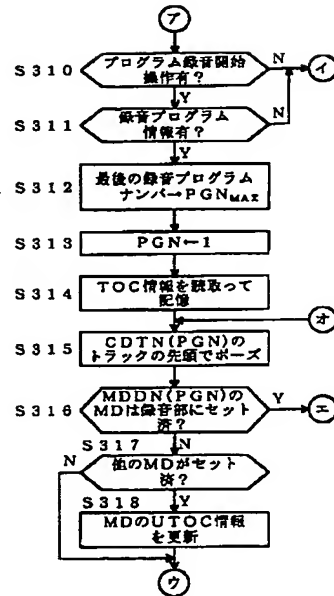 ア
S310
プログラム録音開始
操作有?
N
イ
Y
S311
録音プログラム
情報有?
N
Y
S312
最後の録音プログラム
ナンバ→PGNMAX
S313
PGN←1
S314
TOC情報を読取って
記憶
オ
S315
CDTN(PGN)の
トラックの先頭でポーズ
S316
MDDN(PGN)の
MDは録音部にセット
済?
Y
エ
S317
N
N
他のMDがセット
済?
S318
Y
MDのUTOC情報
を更新
ウ